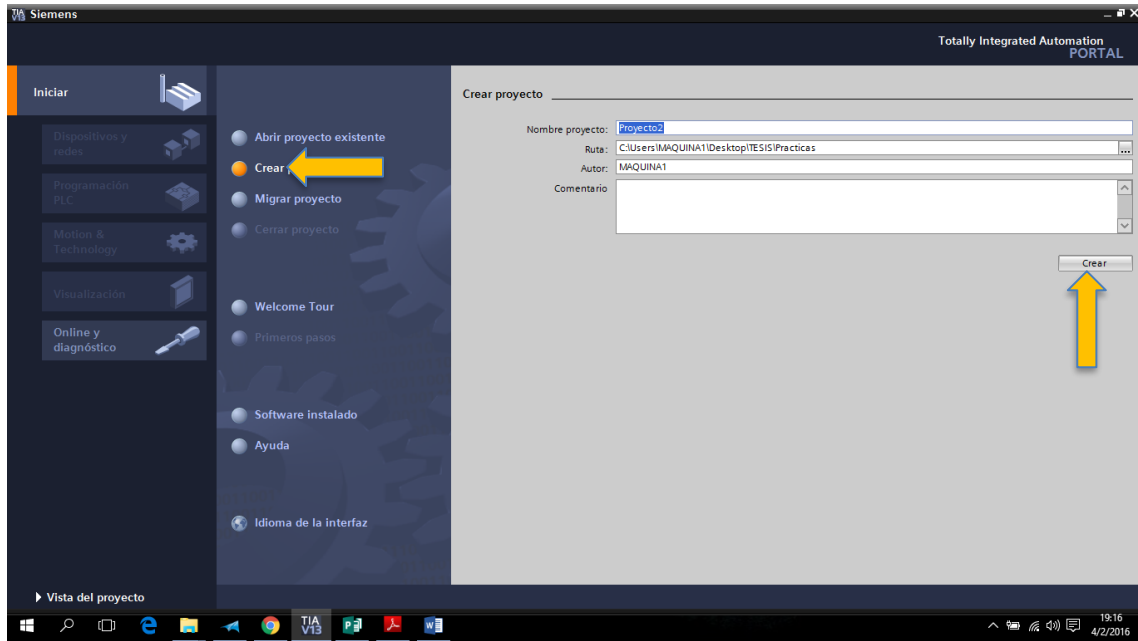 Siemens
Totally Integrated Automation
PORTAL
Iniciar
Dispositivos y
redes
Programación
PLC
Motion &
Technology
Visualización
Online y
diagnóstico
Abrir proyecto existente
Crear
Migrar proyecto
Cerrar proyecto
Welcome Tour
Primeros pasos
Software instalado
Ayuda
Idioma de la interfaz
Crear proyecto
Nombre proyecto: Proyecto2
Ruta: C:\Users\MAQUINA1\Desktop\TESIS\Practicas ...
Autor: MAQUINA1
Comentario
Crear
Vista del proyecto
TIA
V13
19:16
4/2/2016